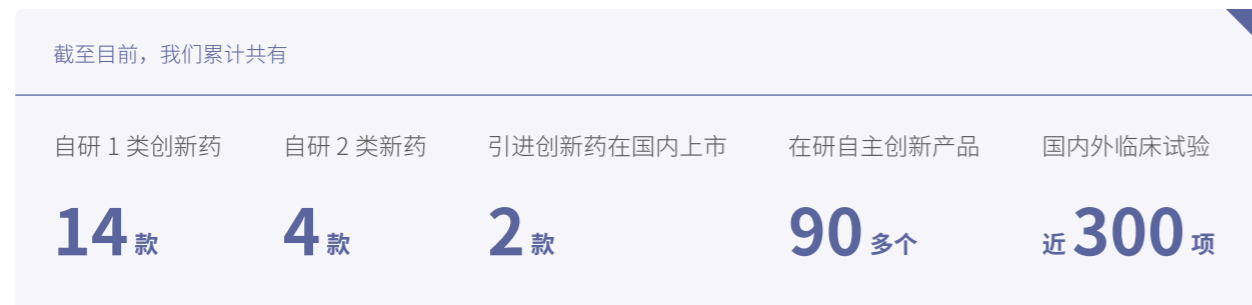 截至目前，我们累计共有
自研 1 类创新药
自研 2 类新药
引进创新药在国内上市
在研自主创新产品
国内外临床试验
14 款
4 款
2 款
90 多个
近 300 项